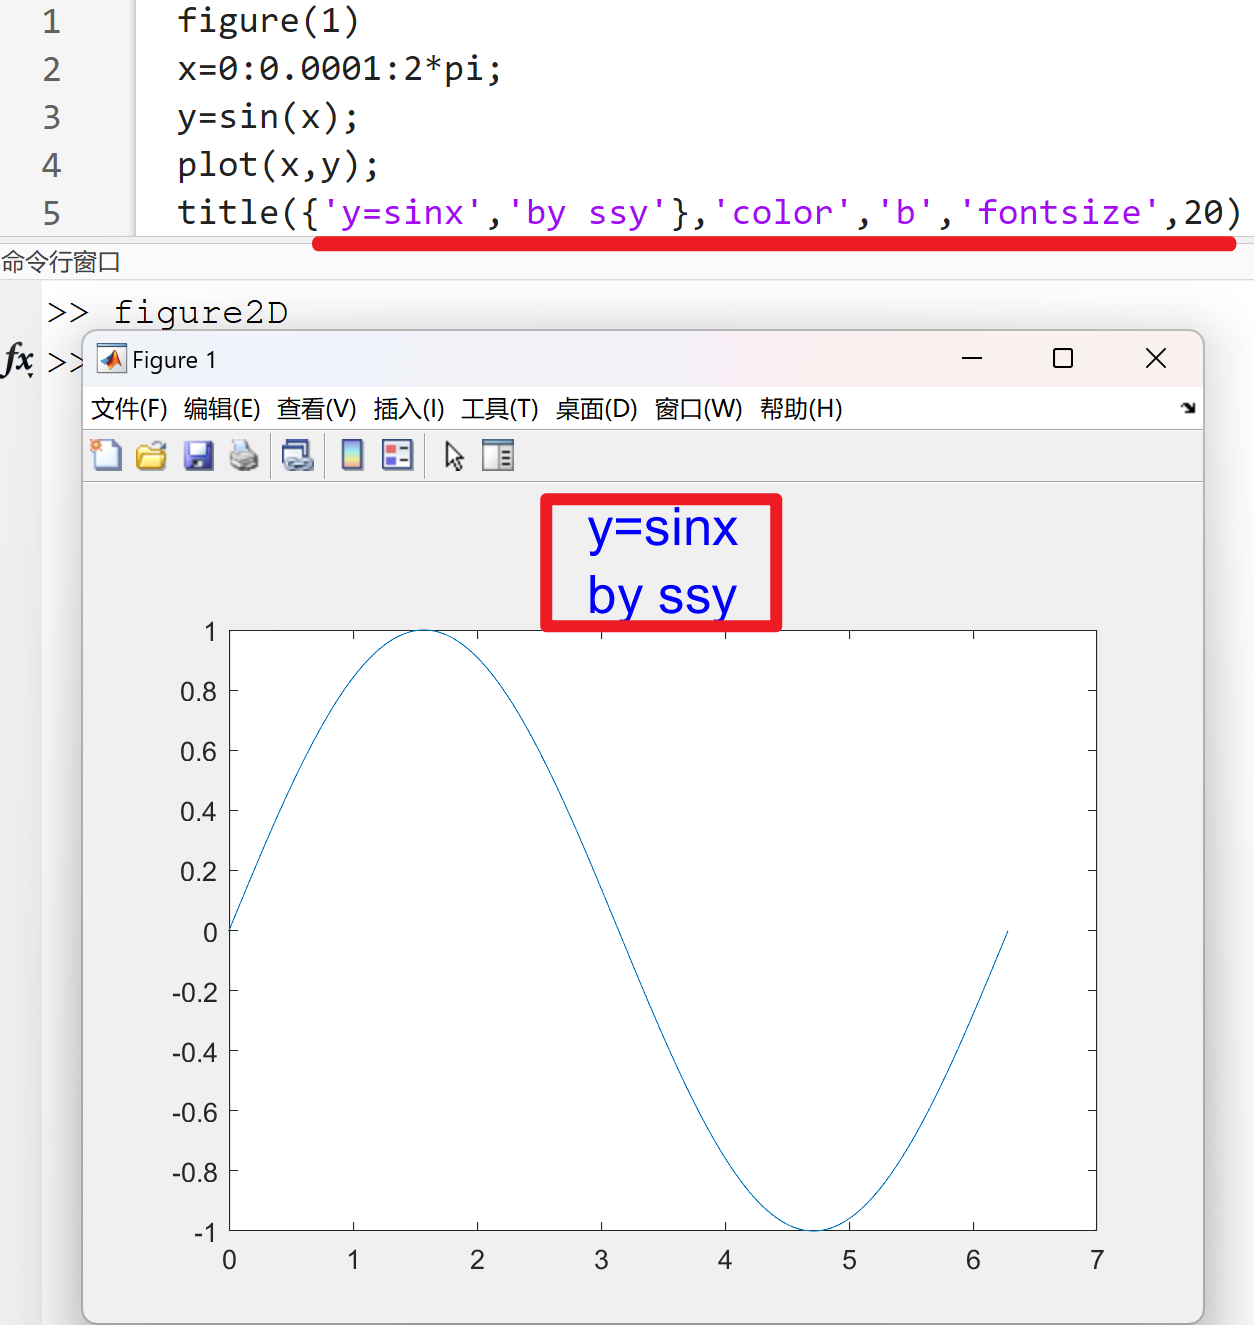 1 figure(1)
2 x=0:0.0001:2*pi;
3 y=sin(x);
4 plot(x,y);
5 title({'y=sinx','by ssy'},'color','b','fontsize',20)
命令行窗口
>> figure2D
fx >>
Figure 1
文件(F) 编辑(E) 查看(V) 插入(I) 工具(T) 桌面(D) 窗口(W) 帮助(H)
y=sinx
by ssy
1
0.8
0.6
0.4
0.2
0
-0.2
-0.4
-0.6
-0.8
-1
0 1 2 3 4 5 6 7